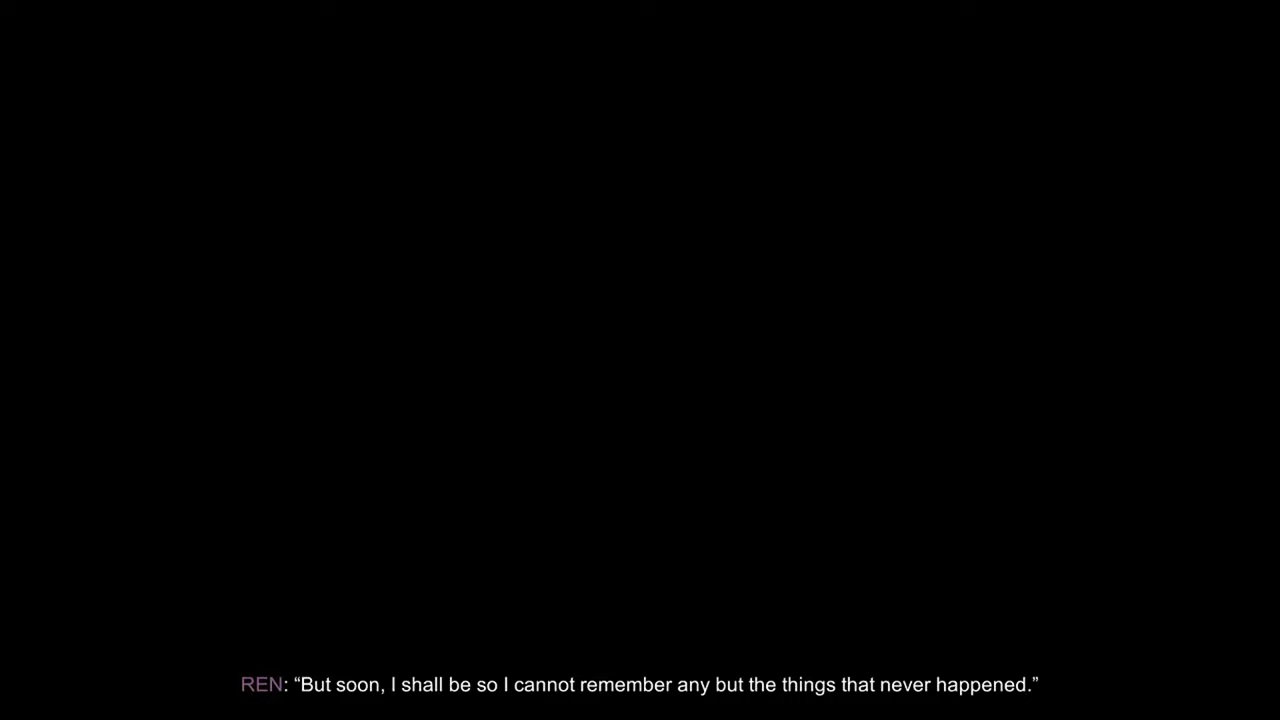 REN: “But soon, I shall be so I cannot remember any but the things that never happened.”